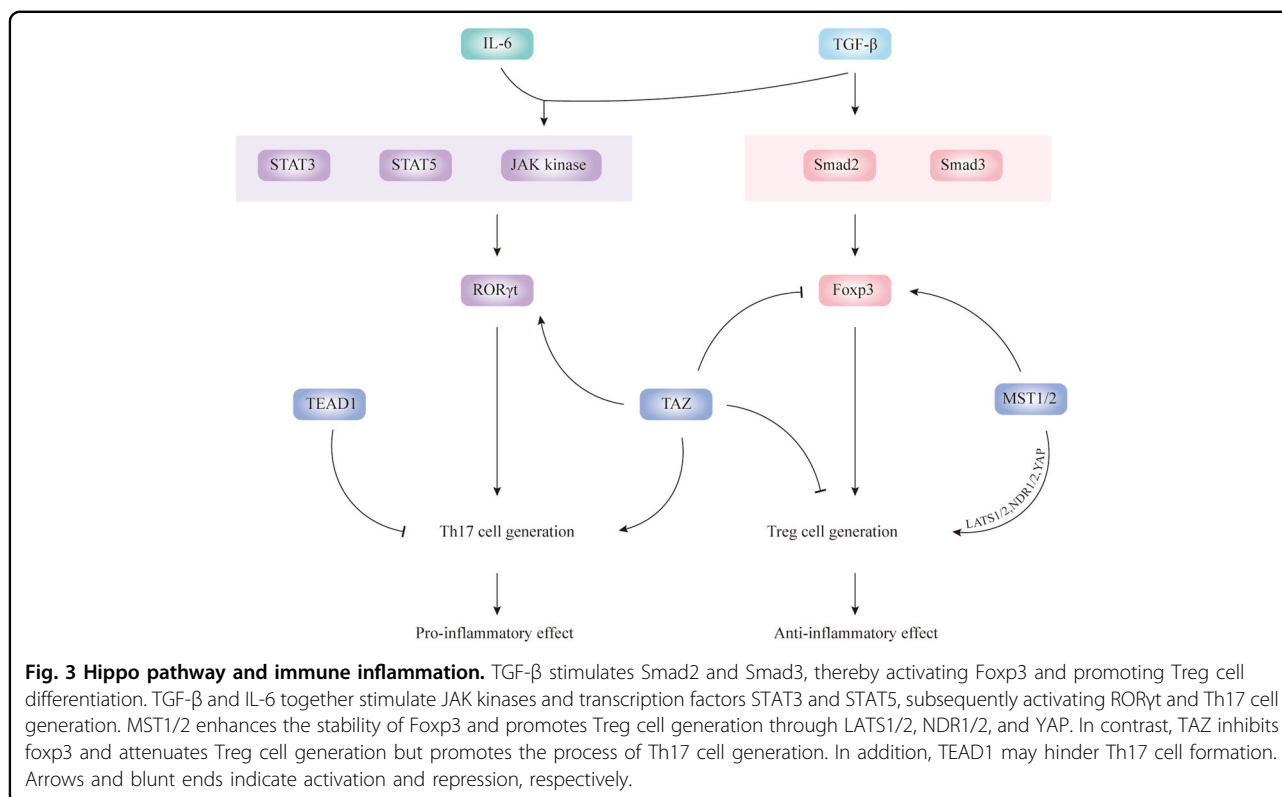 IL-6
TGF-β
STAT3
STAT5
JAK kinase
Smad2
Smad3
RORγt
Foxp3
TEAD1
TAZ
MST1/2
LATS1/2,NDR1/2,YAP
Th17 cell generation
Treg cell generation
Pro-inflammatory effect
Anti-inflammatory effect
Fig. 3 Hippo pathway and immune inflammation. TGF-β stimulates Smad2 and Smad3, thereby activating Foxp3 and promoting Treg cell
differentiation. TGF-β and IL-6 together stimulate JAK kinases and transcription factors STAT3 and STAT5, subsequently activating RORγt and Th17 cell
generation. MST1/2 enhances the stability of Foxp3 and promotes Treg cell generation through LATS1/2, NDR1/2, and YAP. In contrast, TAZ inhibits
foxp3 and attenuates Treg cell generation but promotes the process of Th17 cell generation. In addition, TEAD1 may hinder Th17 cell formation.
Arrows and blunt ends indicate activation and repression, respectively.